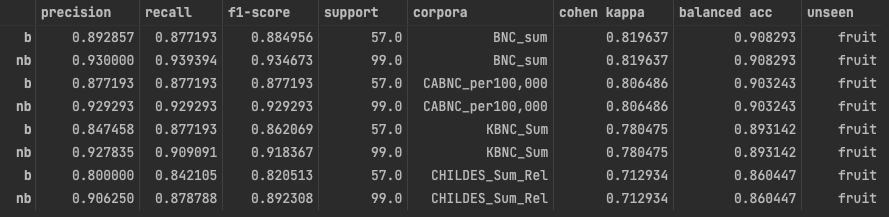 precision recall f1-score support corpora cohen kappa balanced acc unseen
b 0.892857 0.877193 0.884956 57.0 BNC_sum 0.819637 0.908293 fruit
nb 0.930000 0.939394 0.934673 99.0 BNC_sum 0.819637 0.908293 fruit
b 0.877193 0.877193 0.877193 57.0 CABNC_per100,000 0.806486 0.903243 fruit
nb 0.929293 0.929293 0.929293 99.0 CABNC_per100,000 0.806486 0.903243 fruit
b 0.847458 0.877193 0.862069 57.0 KBNC_Sum 0.780475 0.893142 fruit
nb 0.927835 0.909091 0.918367 99.0 KBNC_Sum 0.780475 0.893142 fruit
b 0.800000 0.842105 0.820513 57.0 CHILDES_Sum_Rel 0.712934 0.860447 fruit
nb 0.906250 0.878788 0.892308 99.0 CHILDES_Sum_Rel 0.712934 0.860447 fruit